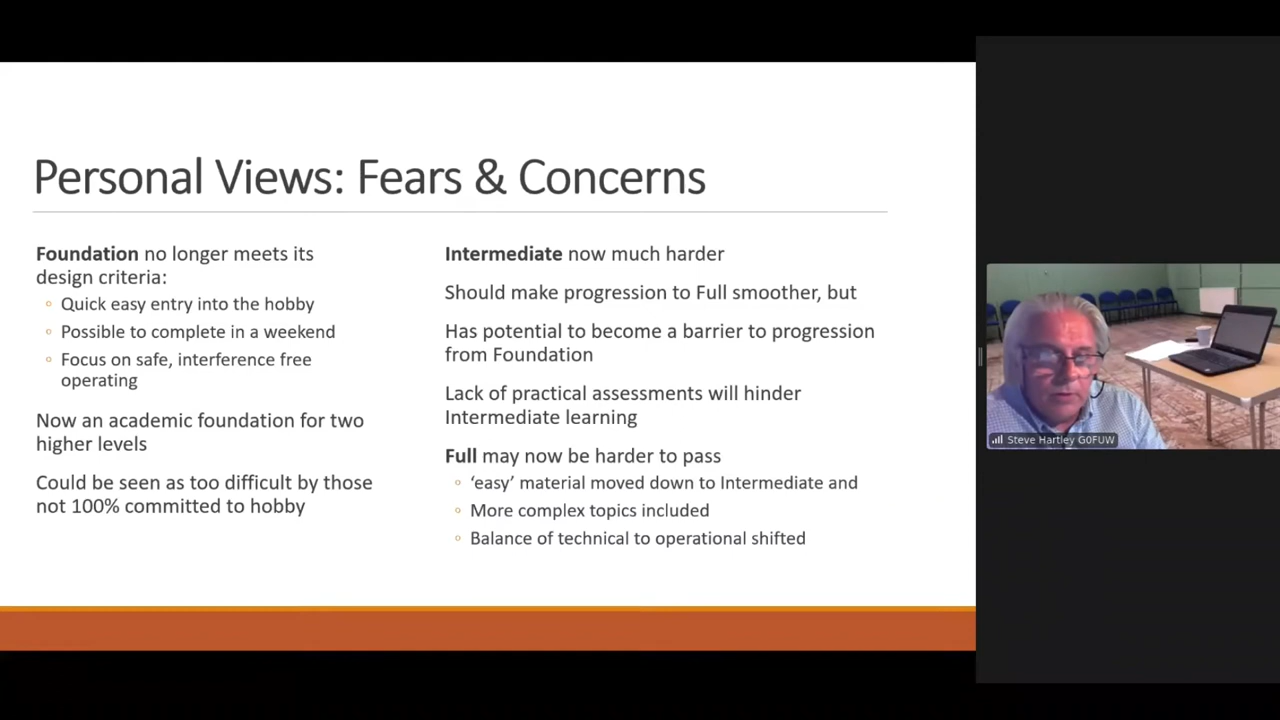 Personal Views: Fears & Concerns
Foundation no longer meets its
design criteria:
Quick easy entry into the hobby
Possible to complete in a weekend
Focus on safe, interference free
operating
Now an academic foundation for two
higher levels
Could be seen as too difficult by those
not 100% committed to hobby
Intermediate now much harder
Should make progression to Full smoother, but
Has potential to become a barrier to progression
from Foundation
Lack of practical assessments will hinder
Intermediate learning
Full may now be harder to pass
‘easy’ material moved down to Intermediate and
More complex topics included
Balance of technical to operational shifted
Steve Hartley G0FUW